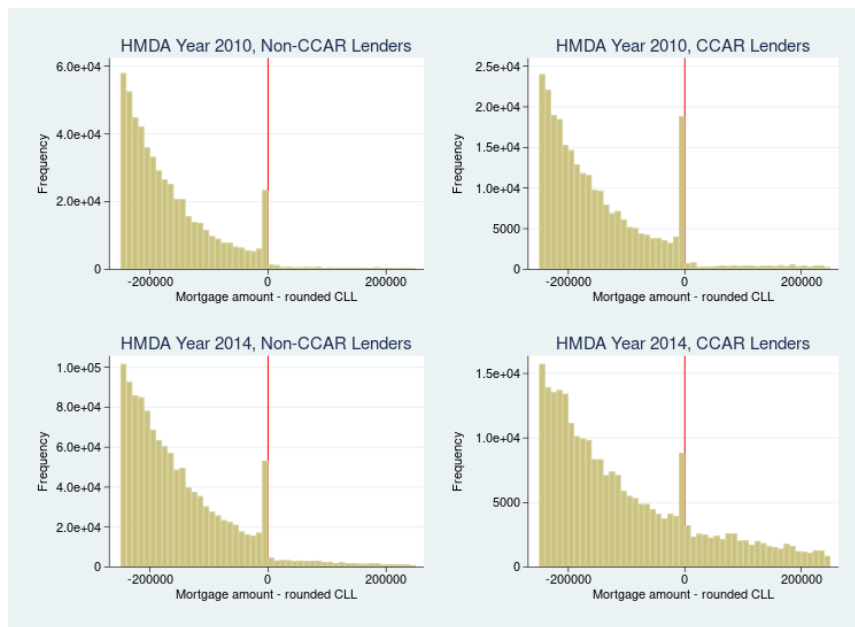 HMDA Year 2010, Non-CCAR Lenders
6.0e+04
4.0e+04
2.0e+04
0
Frequency
-200000 0 200000
Mortgage amount - rounded CLL
HMDA Year 2010, CCAR Lenders
2.5e+04
2.0e+04
1.5e+04
1.0e+04
5000
0
Frequency
-200000 0 200000
Mortgage amount - rounded CLL
HMDA Year 2014, Non-CCAR Lenders
1.0e+05
8.0e+04
6.0e+04
4.0e+04
2.0e+04
0
Frequency
-200000 0 200000
Mortgage amount - rounded CLL
HMDA Year 2014, CCAR Lenders
1.5e+04
1.0e+04
5000
0
Frequency
-200000 0 200000
Mortgage amount - rounded CLL